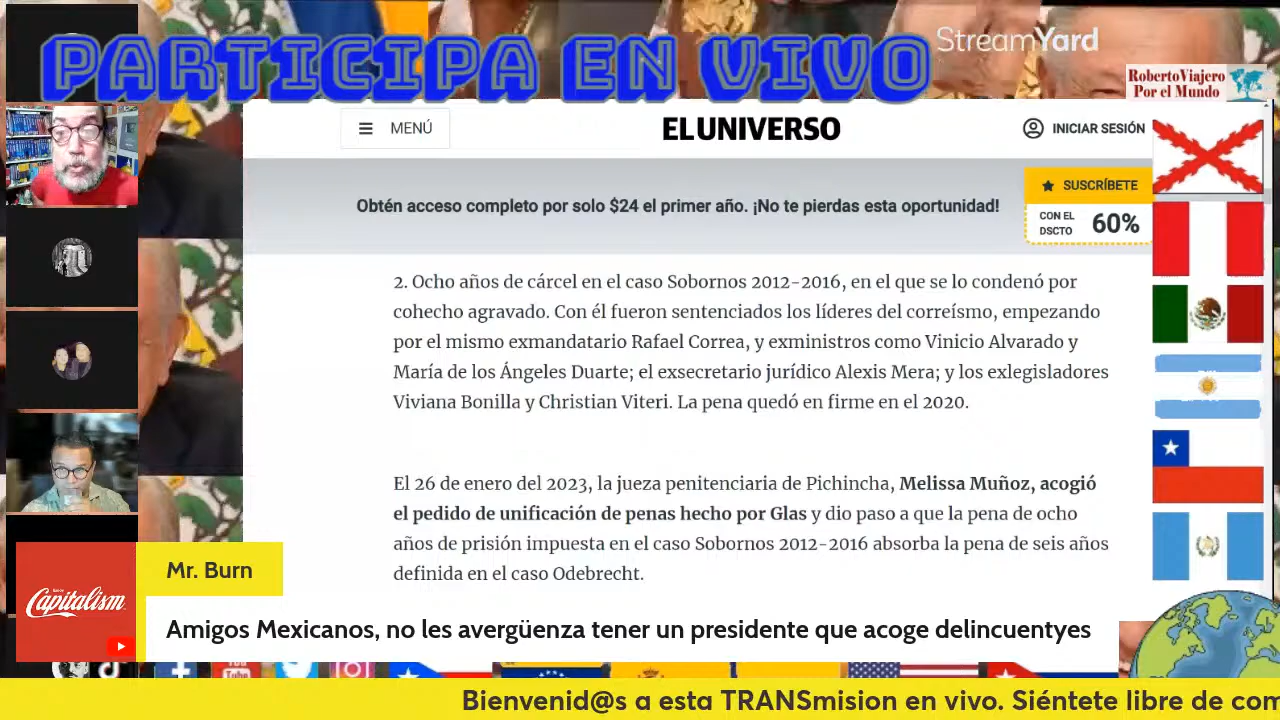 PARTICIPA EN VIVO
StreamYard
RobertoViajero
Por el Mundo
MENÚ
EL UNIVERSO
INICIAR SESIÓN
SUSCRÍBETE
Obtén acceso completo por solo $24 el primer año. ¡No te pierdas esta oportunidad!
CON EL
DSCTO
60%
2. Ocho años de cárcel en el caso Sobornos 2012-2016, en el que se lo condenó por
cohecho agravado. Con él fueron sentenciados los líderes del correísmo, empezando
por el mismo exmandatario Rafael Correa, y exministros como Vinicio Alvarado y
María de los Ángeles Duarte; el exsecretario jurídico Alexis Mera; y los exlegisladores
Viviana Bonilla y Christian Viteri. La pena quedó en firme en el 2020.
El 26 de enero del 2023, la jueza penitenciaria de Pichincha, Melissa Muñoz, acogió
el pedido de unificación de penas hecho por Glas y dio paso a que la pena de ocho
años de prisión impuesta en el caso Sobornos 2012-2016 absorba la pena de seis años
definida en el caso Odebrecht.
Mr. Burn
Capitalism
Amigos Mexicanos, no les avergüenza tener un presidente que acoge delincuentyes
You
Tube
Bienvenid@s a esta TRANSmision en vivo. Siéntete libre de com